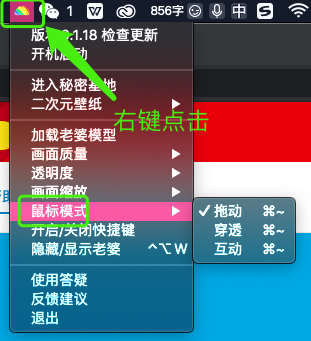 1 W 856字 中 S
版本 3.1.18 检查更新
开机启动
进入秘密基地
二次元壁纸 ▶
右键点击
加载老婆模型
画面质量 ▶
透明度 ▶
画面缩放 ▶
鼠标模式 ▶
✓ 拖动 ⌘~
穿透 ⌘~
互动 ⌘~
开启/关闭快捷键
隐藏/显示老婆 ^⌥W
使用答疑
反馈建议
退出